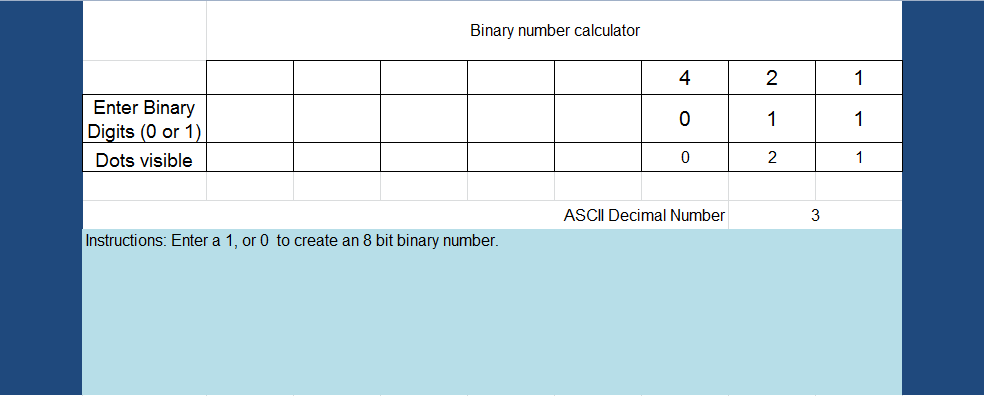 Binary number calculator
4 2 1
Enter Binary
Digits (0 or 1) 0 1 1
Dots visible 0 2 1
ASCII Decimal Number 3
Instructions: Enter a 1, or 0  to create an 8 bit binary number.